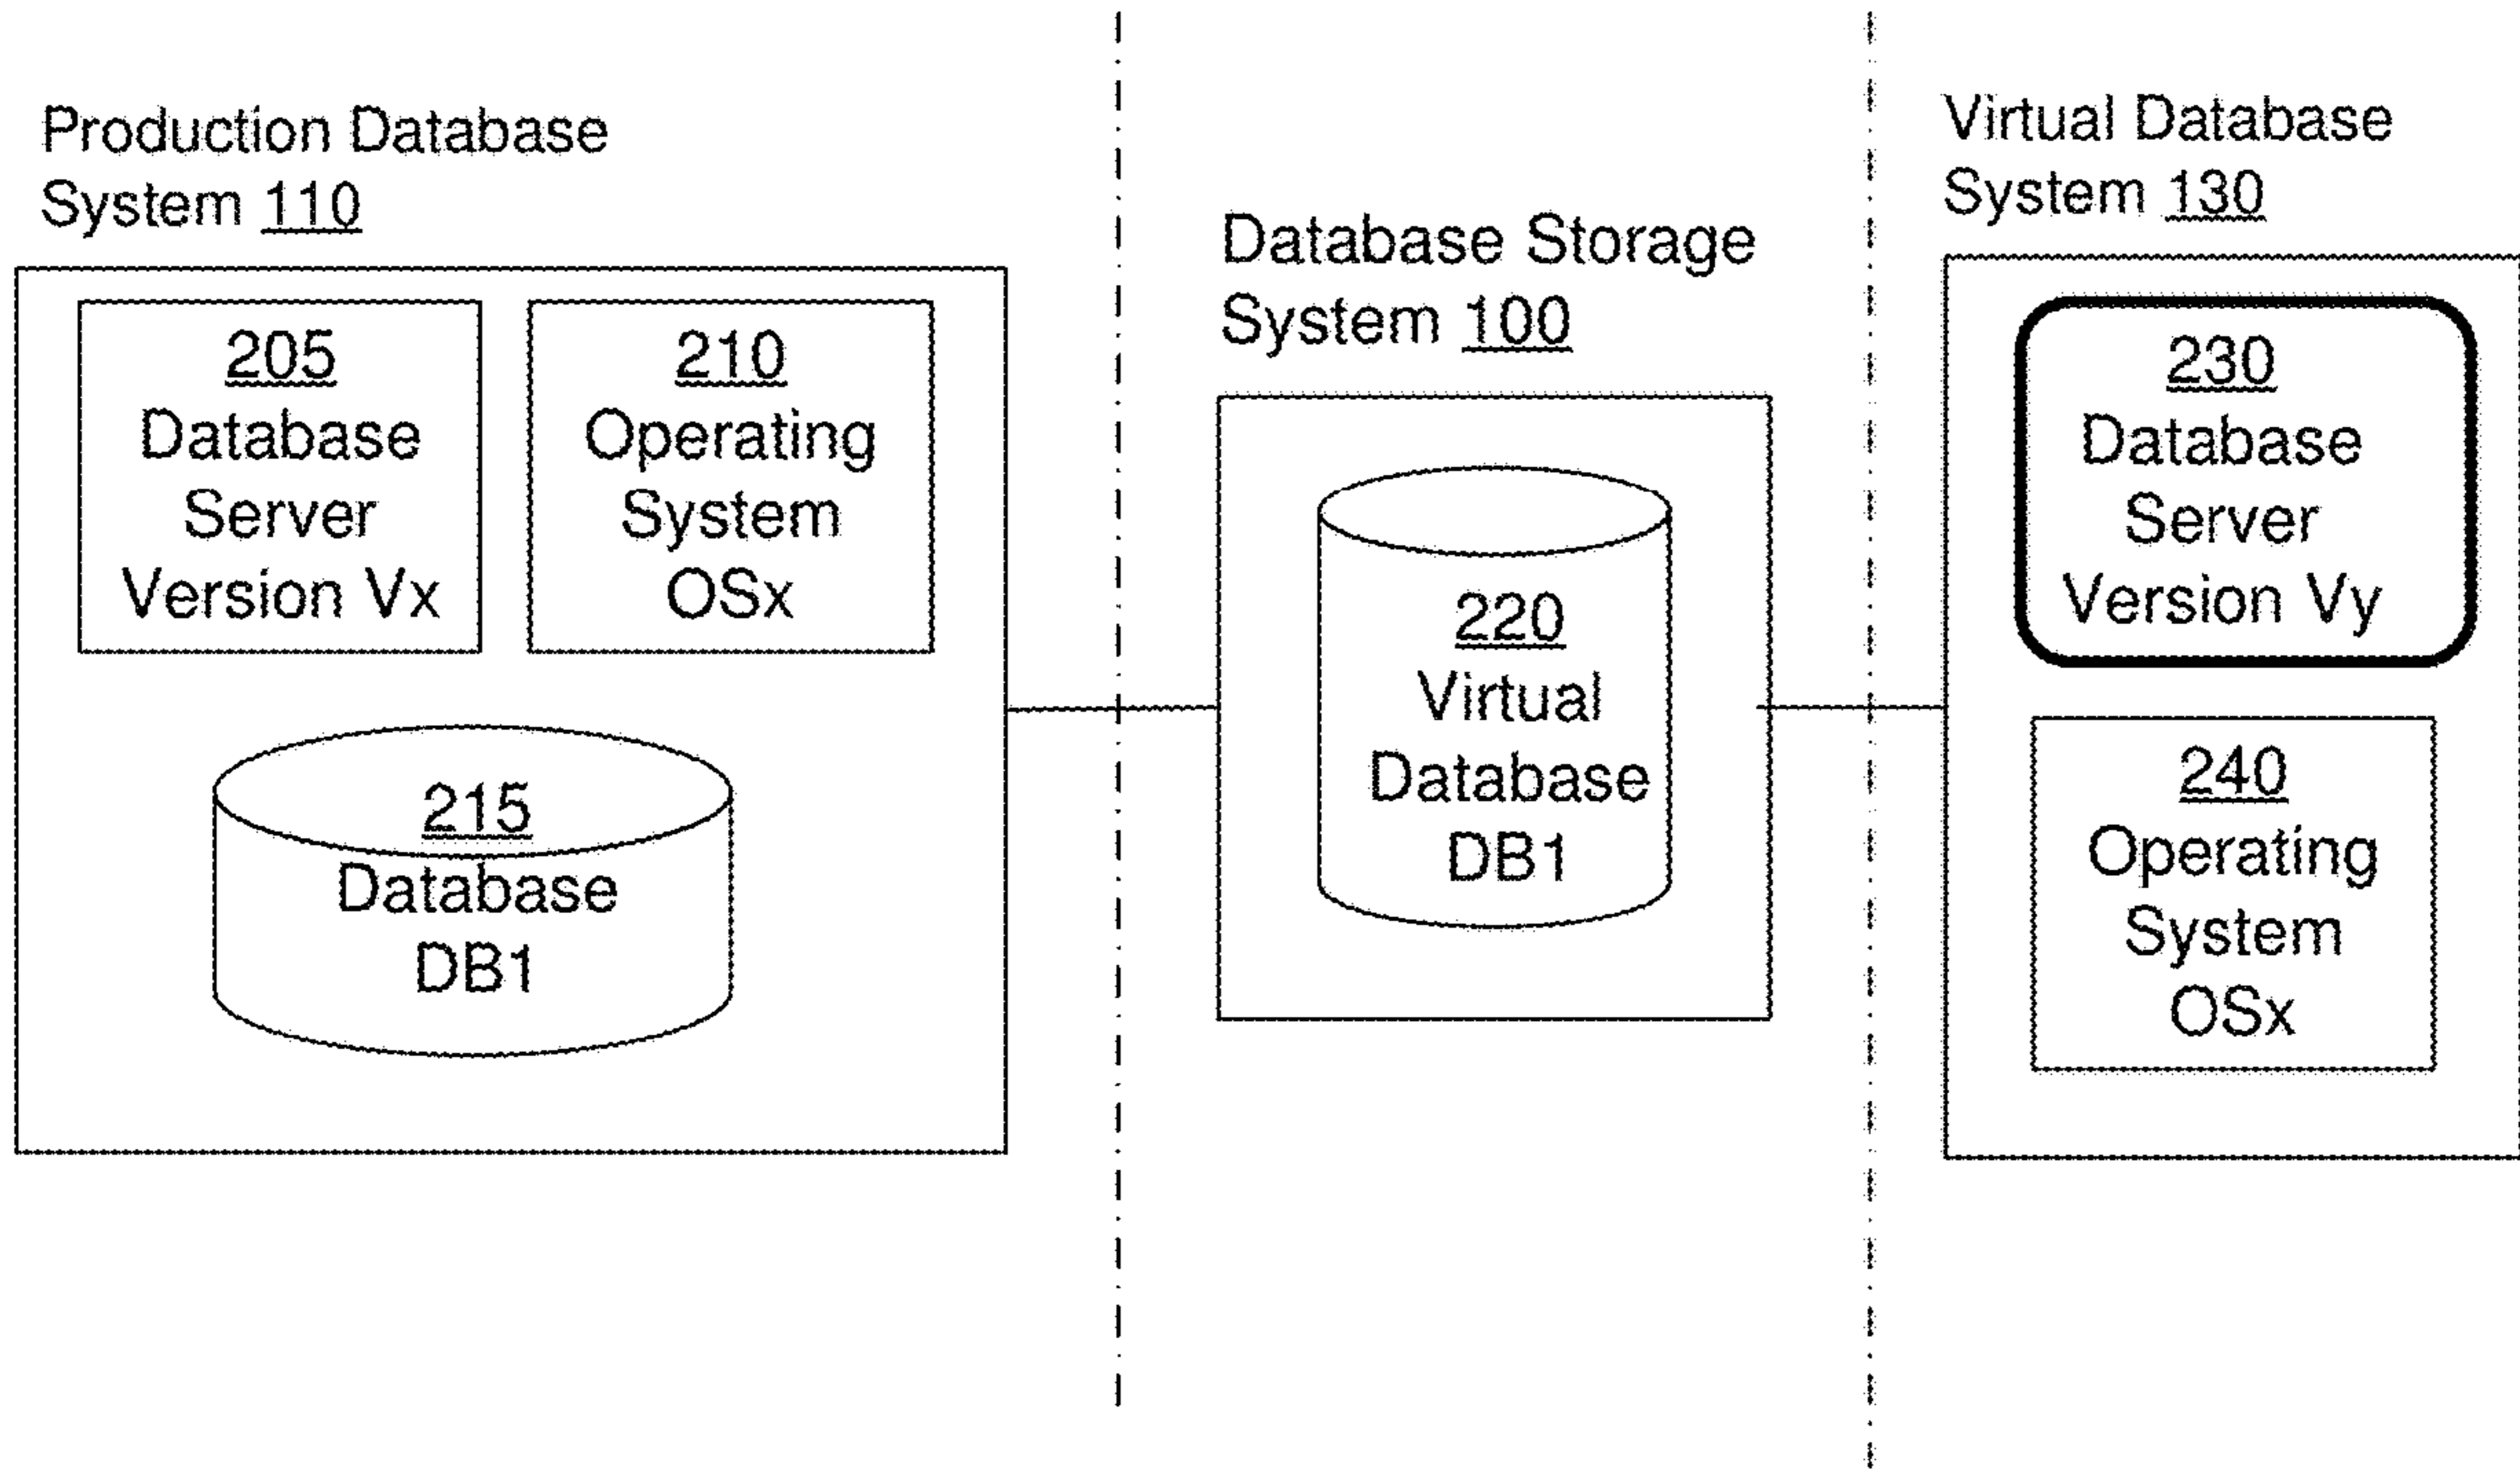 Production Database
System 110
205
Database
Server
Version Vx
210
Operating
System
OSx
215
Database
DB1
Database Storage
System 100
220
Virtual
Database
DB1
Virtual Database
System 130
230
Database
Server
Version Vy
240
Operating
System
OSx